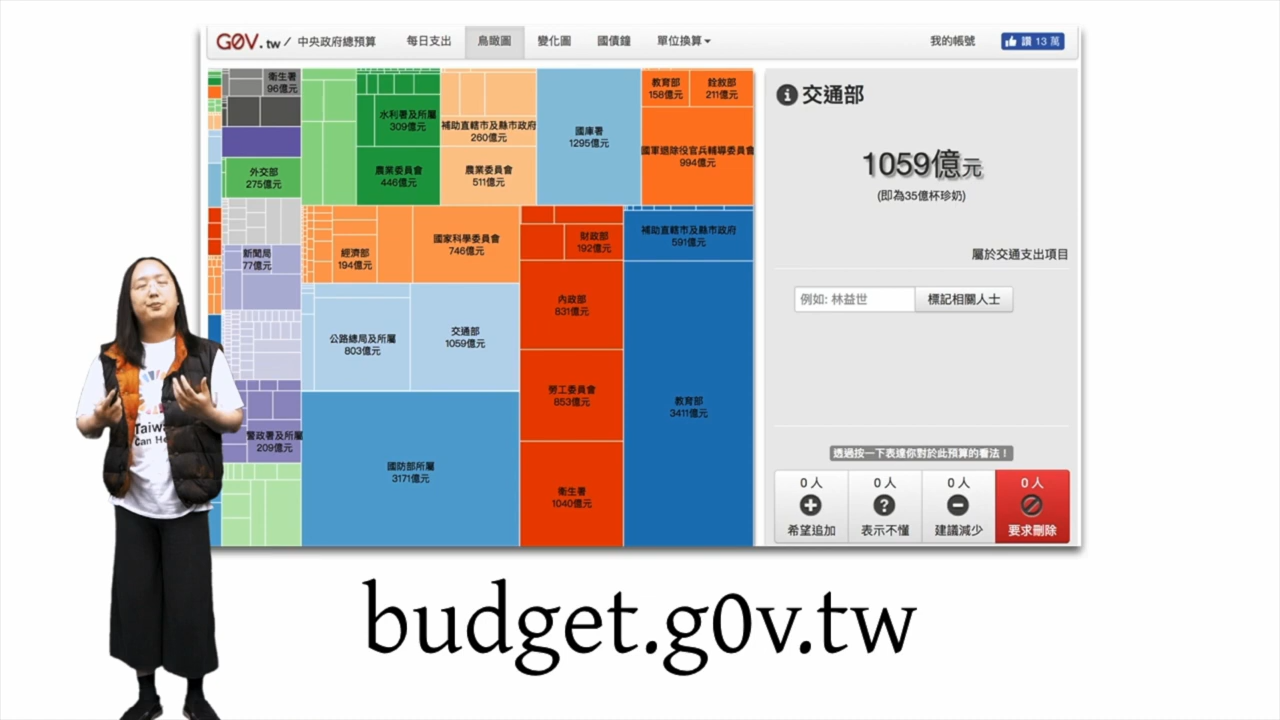 G0V.tw / 中央政府總預算 每日支出 鳥瞰圖 變化圖 國債鐘 單位換算 我的帳號 讚 13 萬
衛生署
96億元
外交部
275億元
新聞局
77億元
警政署及所屬
209億元
水利署及所屬
309億元
農業委員會
446億元
補助直轄市及縣市政府
260億元
農業委員會
511億元
國庫署
1295億元
教育部
158億元
銓敘部
211億元
國軍退除役官兵輔導委員會
994億元
經濟部
194億元
國家科學委員會
746億元
公路總局及所屬
803億元
交通部
1059億元
國防部所屬
3171億元
財政部
192億元
內政部
831億元
勞工委員會
853億元
衛生署
1040億元
補助直轄市及縣市政府
591億元
教育部
3411億元
交通部
1059億元
(即為35億杯珍奶)
屬於交通支出項目
例如: 林益世 標記相關人士
透過按一下表達你對於此預算的看法！
0 人 0 人 0 人 0 人
希望追加 表示不懂 建議減少 要求刪除
Taiwan
Can He
budget.g0v.tw